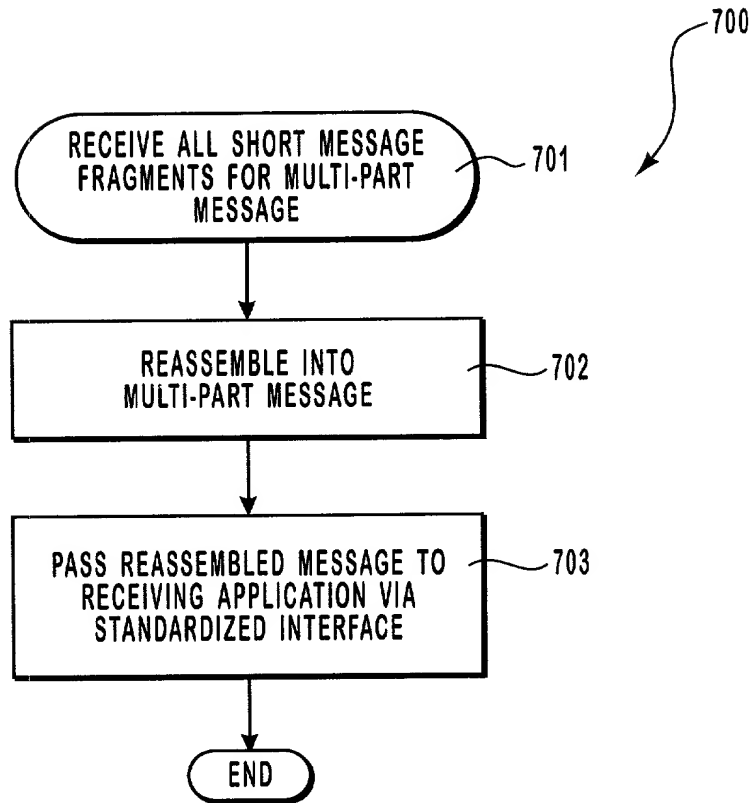 700
RECEIVE ALL SHORT MESSAGE
FRAGMENTS FOR MULTI-PART
MESSAGE
701
REASSEMBLE INTO
MULTI-PART MESSAGE
702
PASS REASSEMBLED MESSAGE TO
RECEIVING APPLICATION VIA
STANDARDIZED INTERFACE
703
END